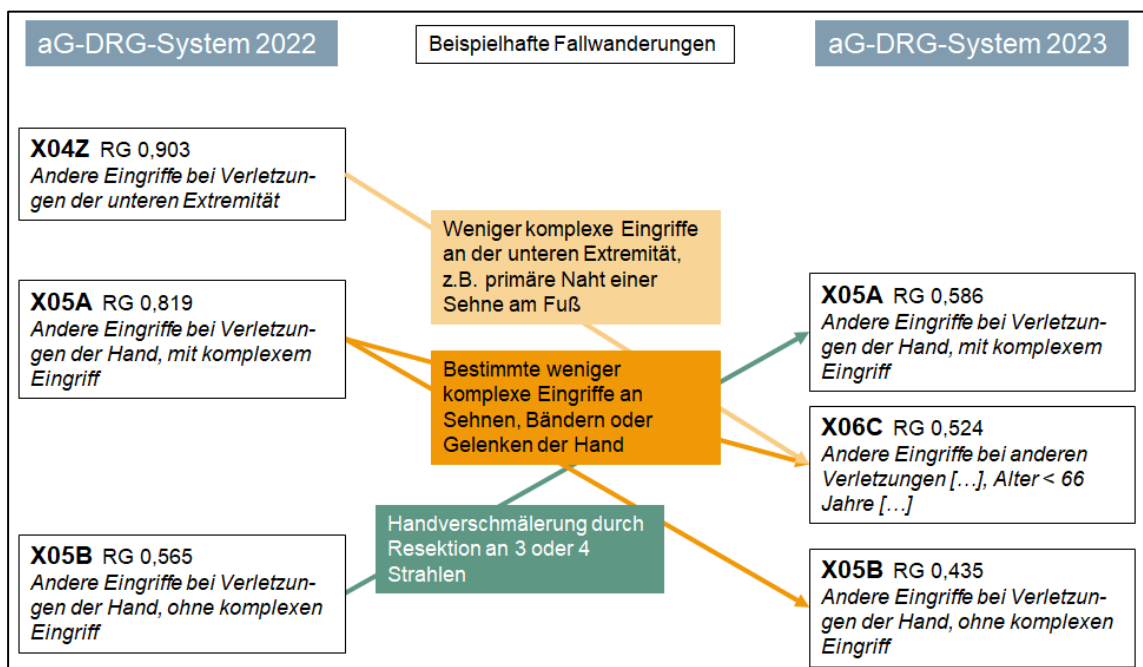 aG-DRG-System 2022
Beispielhafte Fallwanderungen
aG-DRG-System 2023
X04Z RG 0,903
Andere Eingriffe bei Verletzun-
gen der unteren Extremität
X05A RG 0,819
Andere Eingriffe bei Verletzun-
gen der Hand, mit komplexem
Eingriff
X05B RG 0,565
Andere Eingriffe bei Verletzun-
gen der Hand, ohne komplexen
Eingriff
Weniger komplexe Eingriffe
an der unteren Extremität,
z.B. primäre Naht einer
Sehne am Fuß
Bestimmte weniger
komplexe Eingriffe an
Sehnen, Bändern oder
Gelenken der Hand
Handverschmälerung durch
Resektion an 3 oder 4
Strahlen
X05A RG 0,586
Andere Eingriffe bei Verletzun-
gen der Hand, mit komplexem
Eingriff
X06C RG 0,524
Andere Eingriffe bei anderen
Verletzungen […], Alter < 66
Jahre […]
X05B RG 0,435
Andere Eingriffe bei Verletzun-
gen der Hand, ohne komplexen
Eingriff